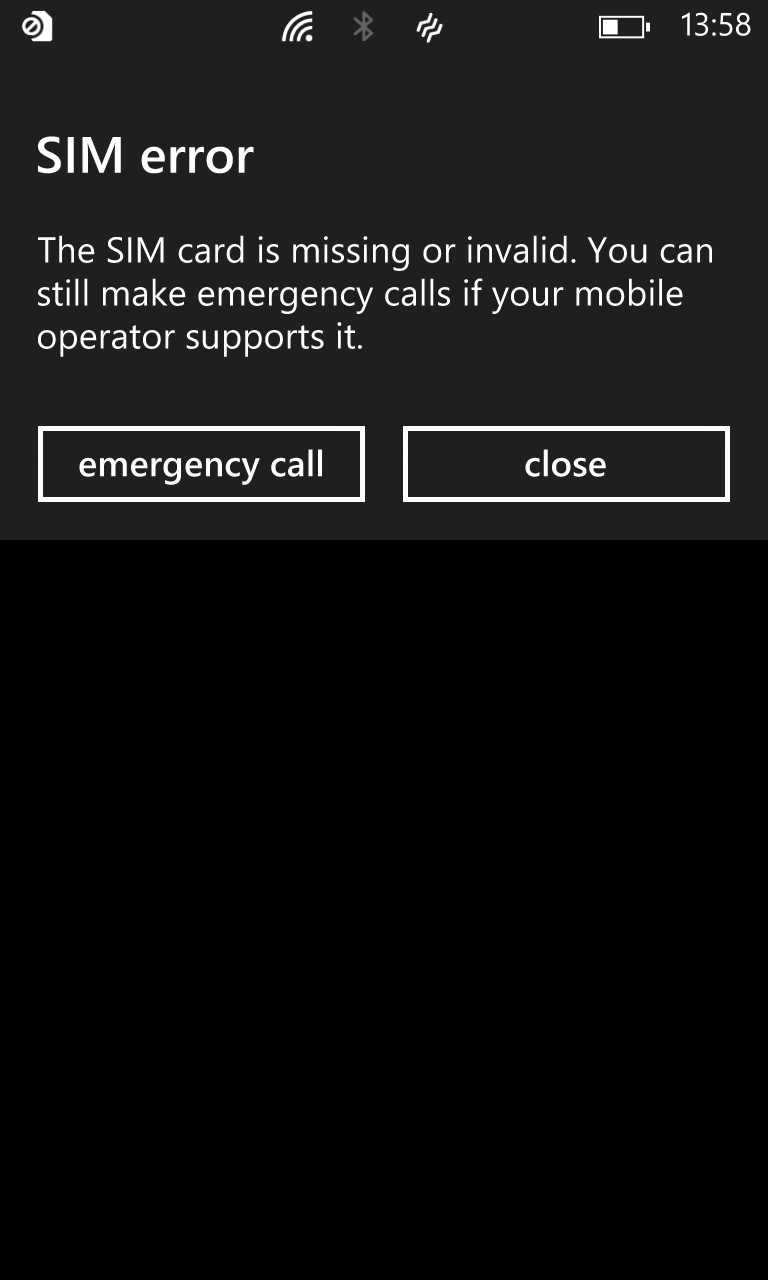 13:58
SIM error
The SIM card is missing or invalid. You can
still make emergency calls if your mobile
operator supports it.
emergency call
close